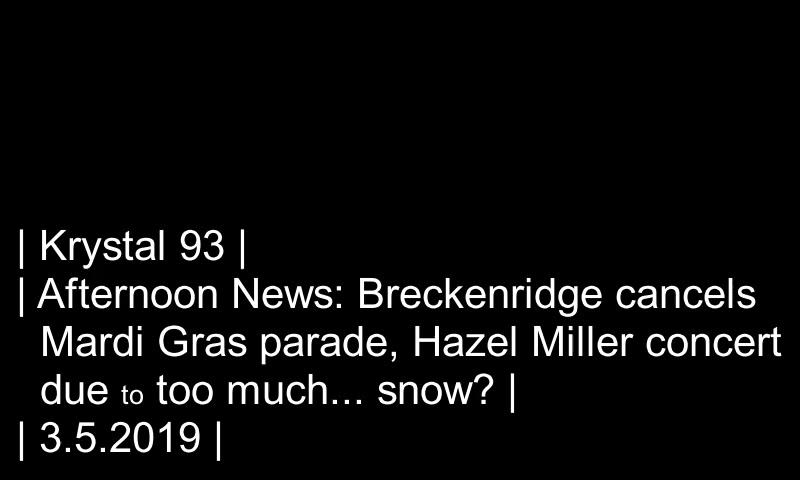 | Krystal 93 |
| Afternoon News: Breckenridge cancels
Mardi Gras parade, Hazel Miller concert
due to too much... snow? |
| 3.5.2019 |